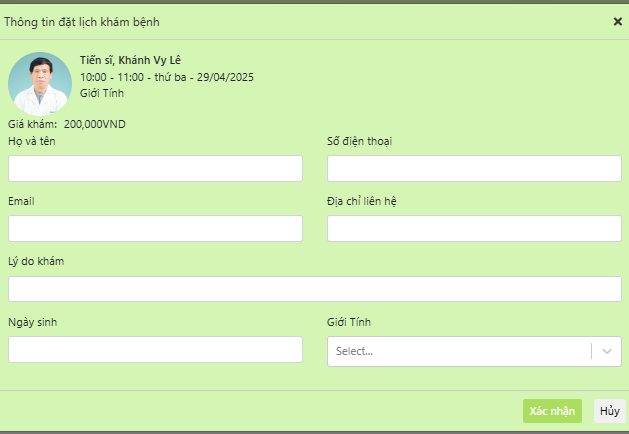 Thông tin đặt lịch khám bệnh
Tiến sĩ, Khánh Vy Lê
10:00 - 11:00 - thứ ba - 29/04/2025
Giới Tính
Giá khám: 200,000VND
Họ và tên
Số điện thoại
Email
Địa chỉ liên hệ
Lý do khám
Ngày sinh
Giới Tính
Select...
Xác nhận
Hủy